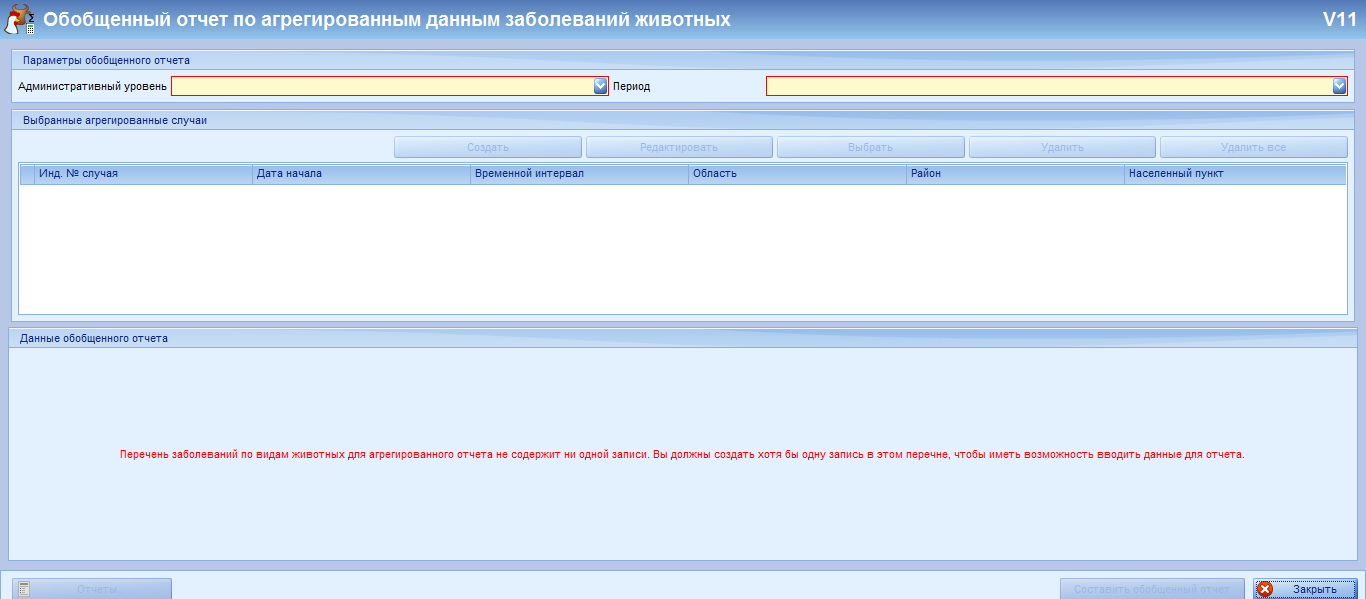 Обобщенный отчет по агрегированным данным заболеваний животных V11
Параметры обобщенного отчета
Административный уровень Период
Выбранные агрегированные случаи
Создать Редактировать Выбрать Удалить Удалить все
Инд. № случая Дата начала Временной интервал Область Район Населенный пункт
Данные обобщенного отчета
Перечень заболеваний по видам животных для агрегированного отчета не содержит ни одной записи. Вы должны создать хотя бы одну запись в этом перечне, чтобы иметь возможность вводить данные для отчета.
Отчеты... Составить обобщенный отчет Закрыть